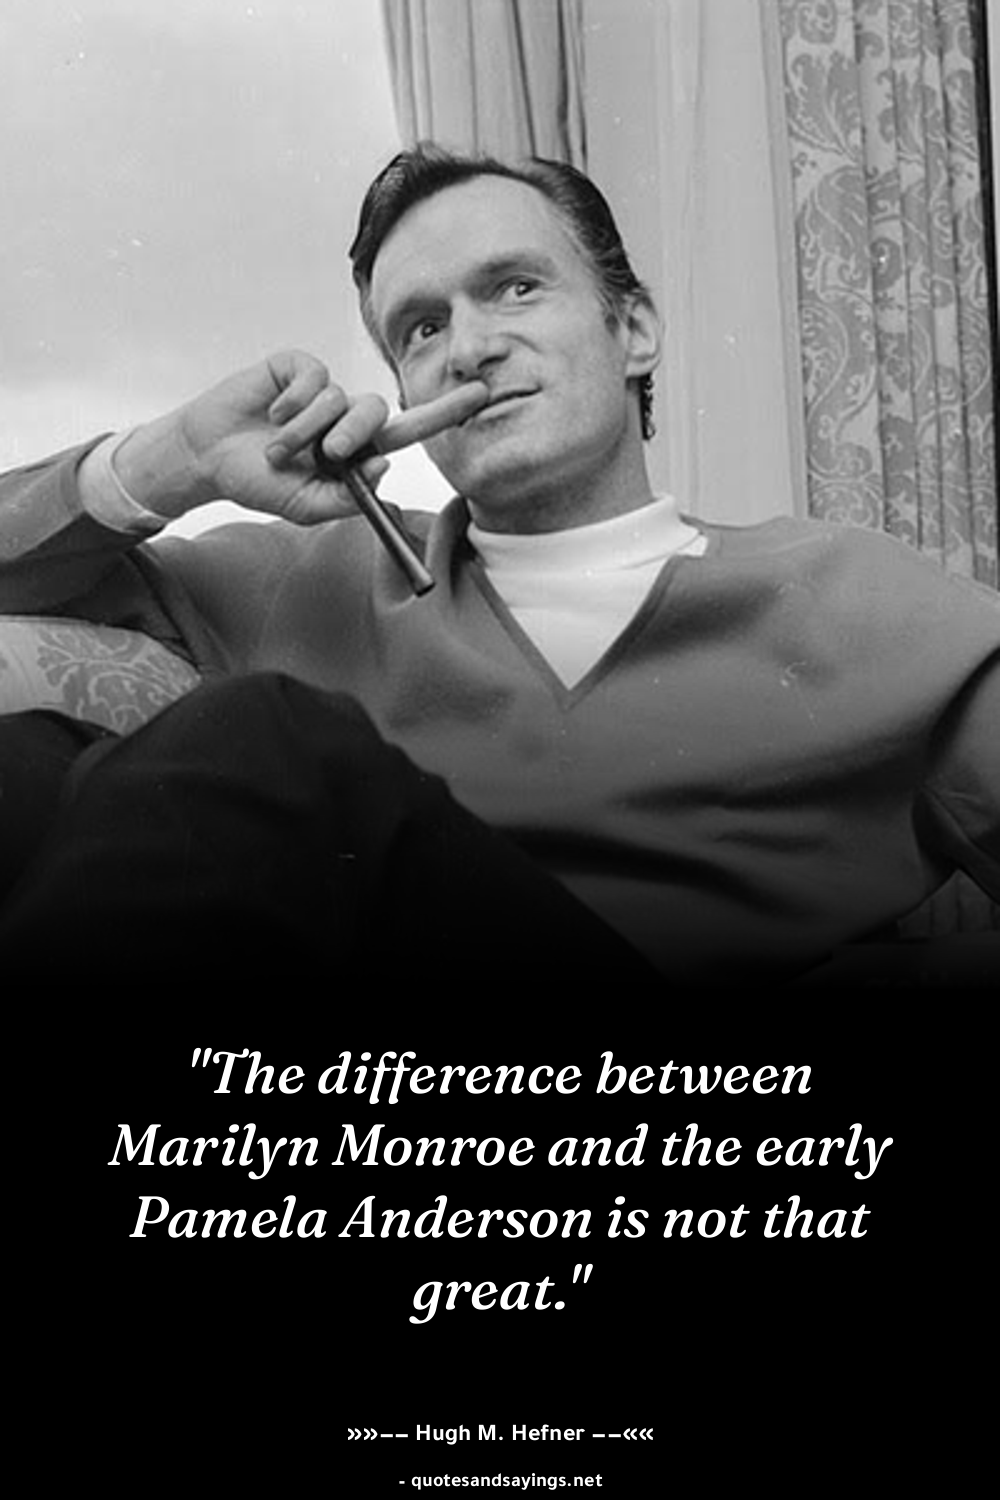 "The difference between
Marilyn Monroe and the early
Pamela Anderson is not that
great."
»»–– Hugh M. Hefner ––««
- quotesandsayings.net